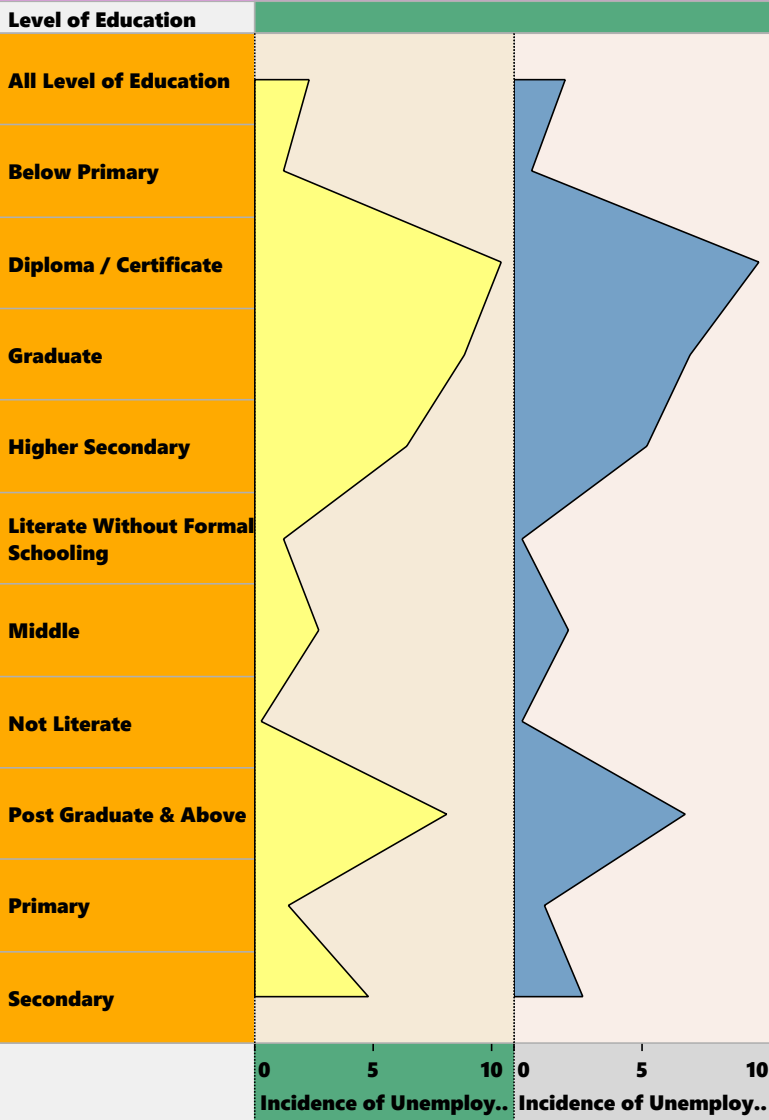 Level of Education
All Level of Education
Below Primary
Diploma / Certificate
Graduate
Higher Secondary
Literate Without Formal
Schooling
Middle
Not Literate
Post Graduate & Above
Primary
Secondary
0 5 10 0 5 10
Incidence of Unemploy.. Incidence of Unemploy..